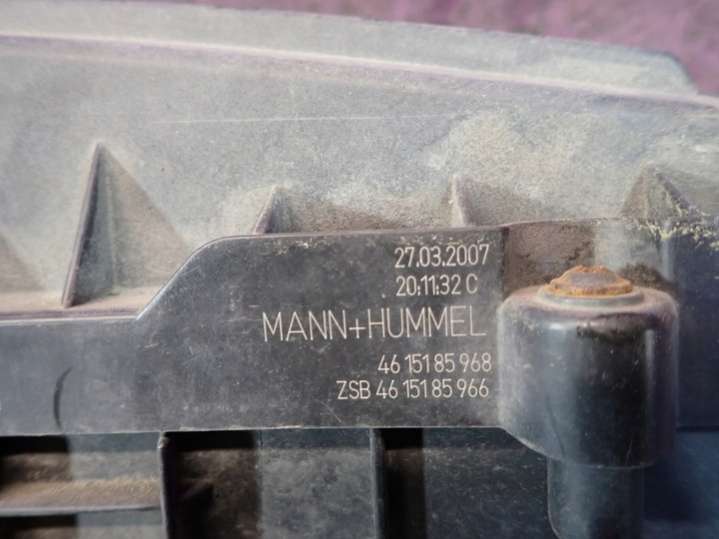 27.03.2007
20:11:32 C
MANN+HUMMEL
46 151 85 968
ZSB 46 151 85 966